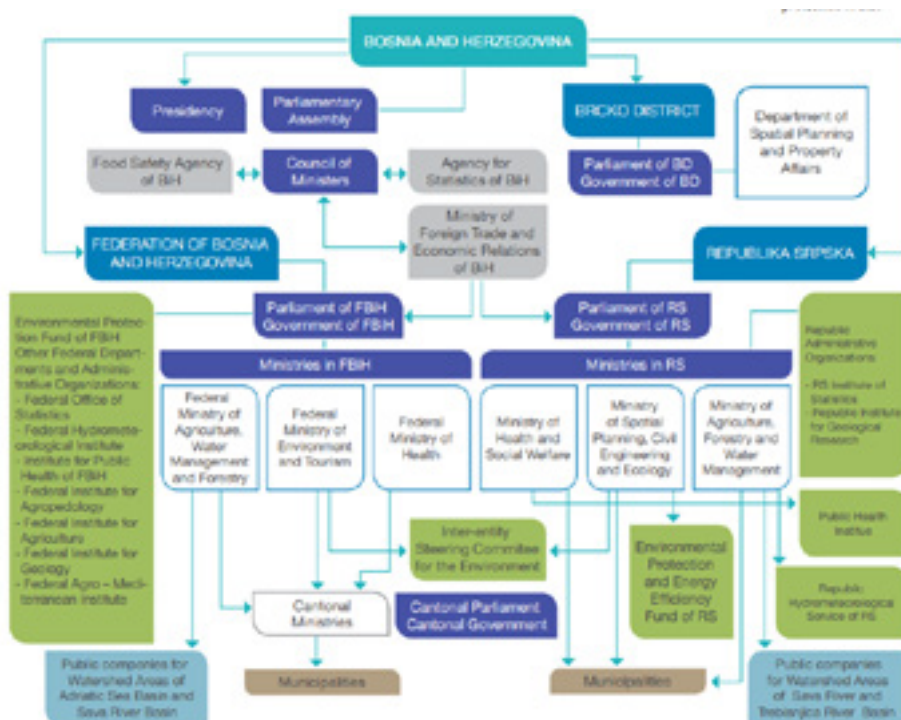 BOSNIA AND HERZEGOVINA
Presidency
Parliamentary
Assembly
BRCKO DISTRICT
Department of
Spatial Planning
and Property
Affairs
Food Safety Agency
of BiH
Council of
Ministers
Agency for
Statistics of BiH
Parliament of BD
Government of BD
Ministry of
Foreign Trade and
Economic Relations
of BiH
FEDERATION OF BOSNIA
AND HERZEGOVINA
REPUBLIKA SRPSKA
Parliament of FBiH
Government of FBiH
Parliament of RS
Government of RS
Environmental Protec-
tion Fund of FBiH
Other Federal Depart-
ments and Adminis-
trative Organizations:
- Federal Office of
Statistics
- Federal Hydromete-
orological Institute
- Institute for Public
Health of FBiH
- Federal Institute for
Agropedology
- Federal Institute for
Agriculture
- Federal Institute for
Geology
- Federal Agro - Medi-
terranean Institute
Ministries in FBiH
Ministries in RS
Republic
Administrative
Organizations:
- RS Institute of
Statistics
- Republic Institute
for Geological
Research
Federal
Ministry of
Agriculture,
Water
Management
and Forestry
Federal
Ministry of
Environment
and Tourism
Federal
Ministry of
Health
Ministry of
Health and
Social Welfare
Ministry
of Spatial
Planning, Civil
Engineering
and Ecology
Ministry of
Agriculture,
Forestry and
Water
Management
Public Health
Institue
Inter-entity
Steering Committee
for the Environment
Environmental
Protection
and Energy
Efficiency
Fund of RS
Republic
Hydrometeorological
Service of RS
Cantonal
Ministries
Cantonal Parliament
Cantonal Government
Public companies for
Watershed Areas of
Adriatic Sea Basin and
Sava River Basin
Municipalities
Municipalities
Public companies
for Watershed Areas
of Sava River and
Trebisnjica River Basin